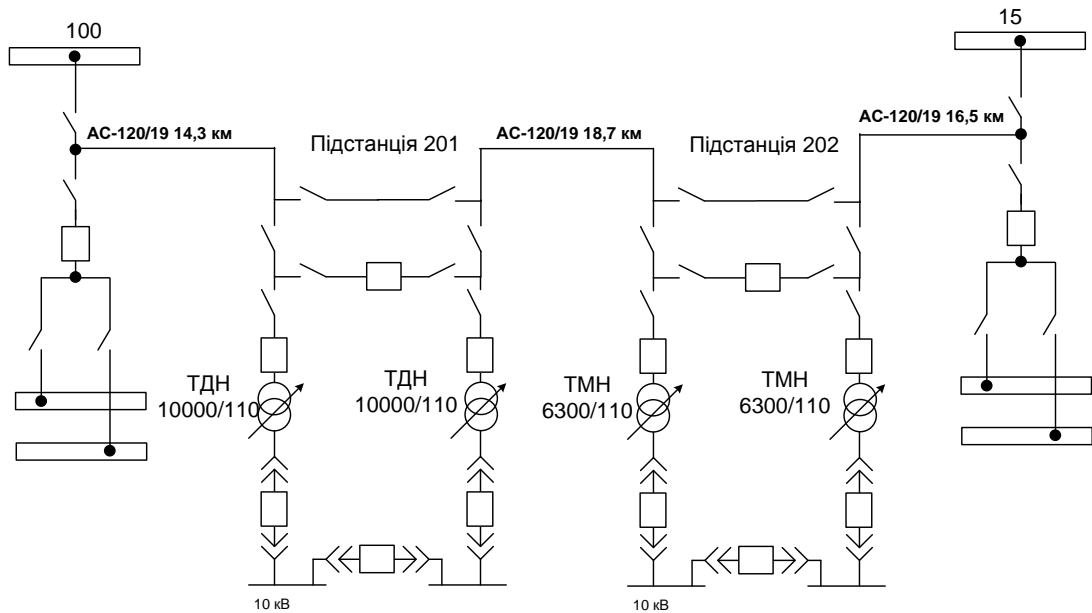 100
15
АС-120/19 14,3 км
Підстанція 201
АС-120/19 18,7 км
Підстанція 202
АС-120/19 16,5 км
ТДН
10000/110
ТДН
10000/110
ТМН
6300/110
ТМН
6300/110
10 кВ
10 кВ